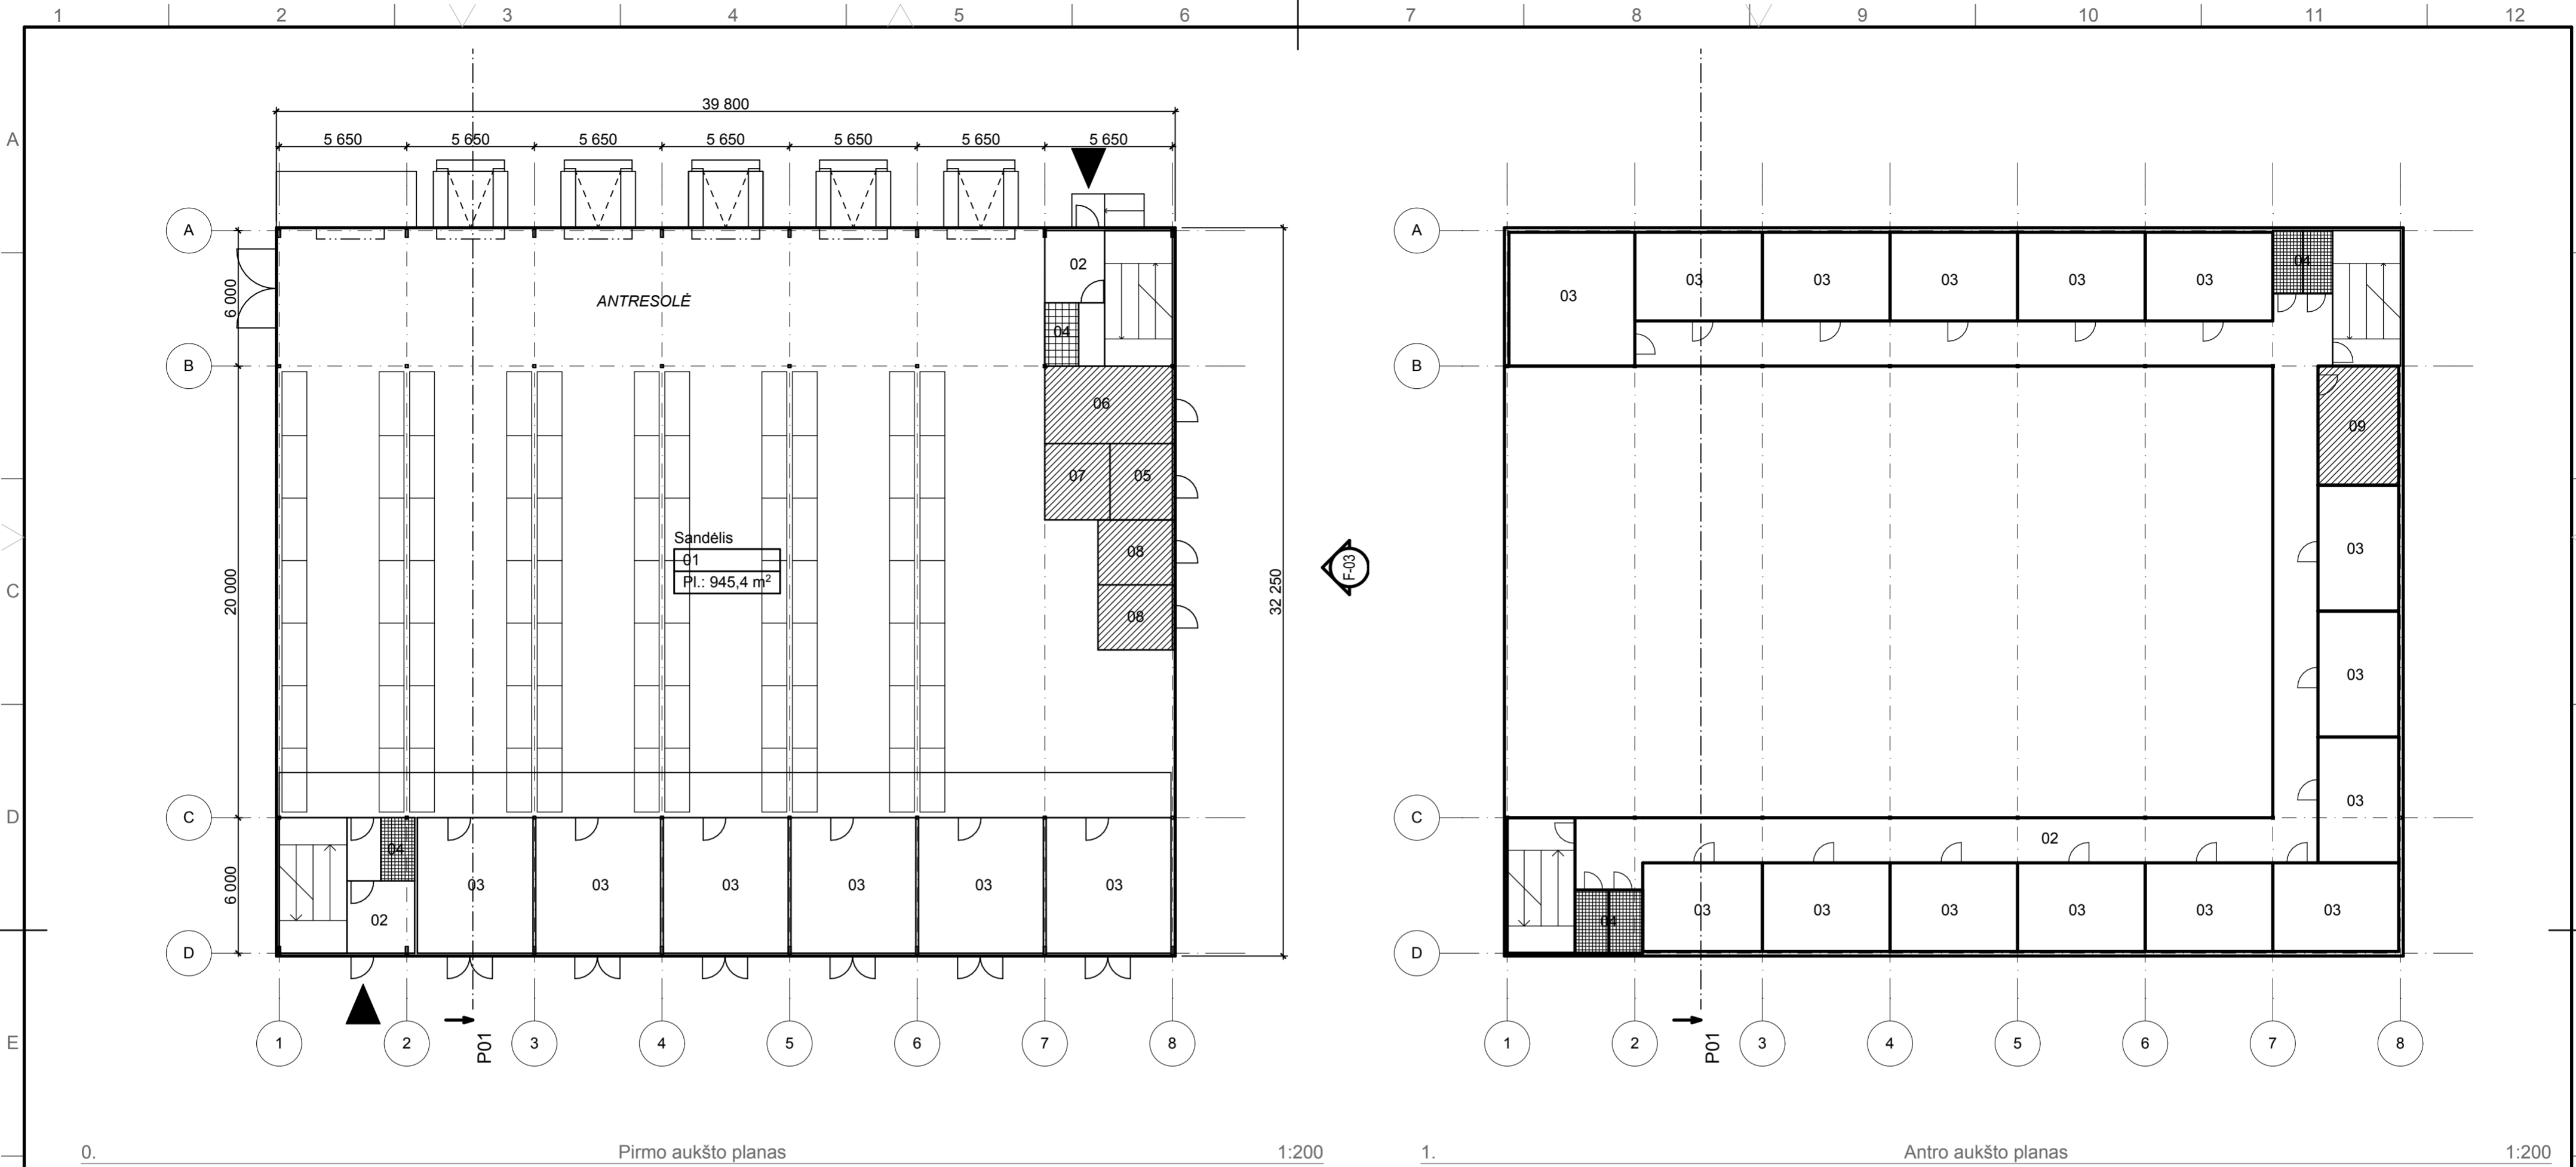 1 2 3 4 5 6 7 8 9 10 11 12
A
C
D
E
39 800
5 650 5 650 5 650 5 650 5 650 5 650 5 650
A
B
C
D
6 000
20 000
6 000
32 250
02
ANTRESOLĖ
04
06
07 05
Sandėlis
01
Pl.: 945,4 m²
08
08
04
03 03 03 03 03 03
02
1 2 3 4 5 6 7 8
P01
F-03
A
B
C
D
03 03 03 03 03 03 04
09
03
03
03
02
04 03 03 03 03 03 03
1 2 3 4 5 6 7 8
P01
0. Pirmo aukšto planas 1:200
1. Antro aukšto planas 1:200